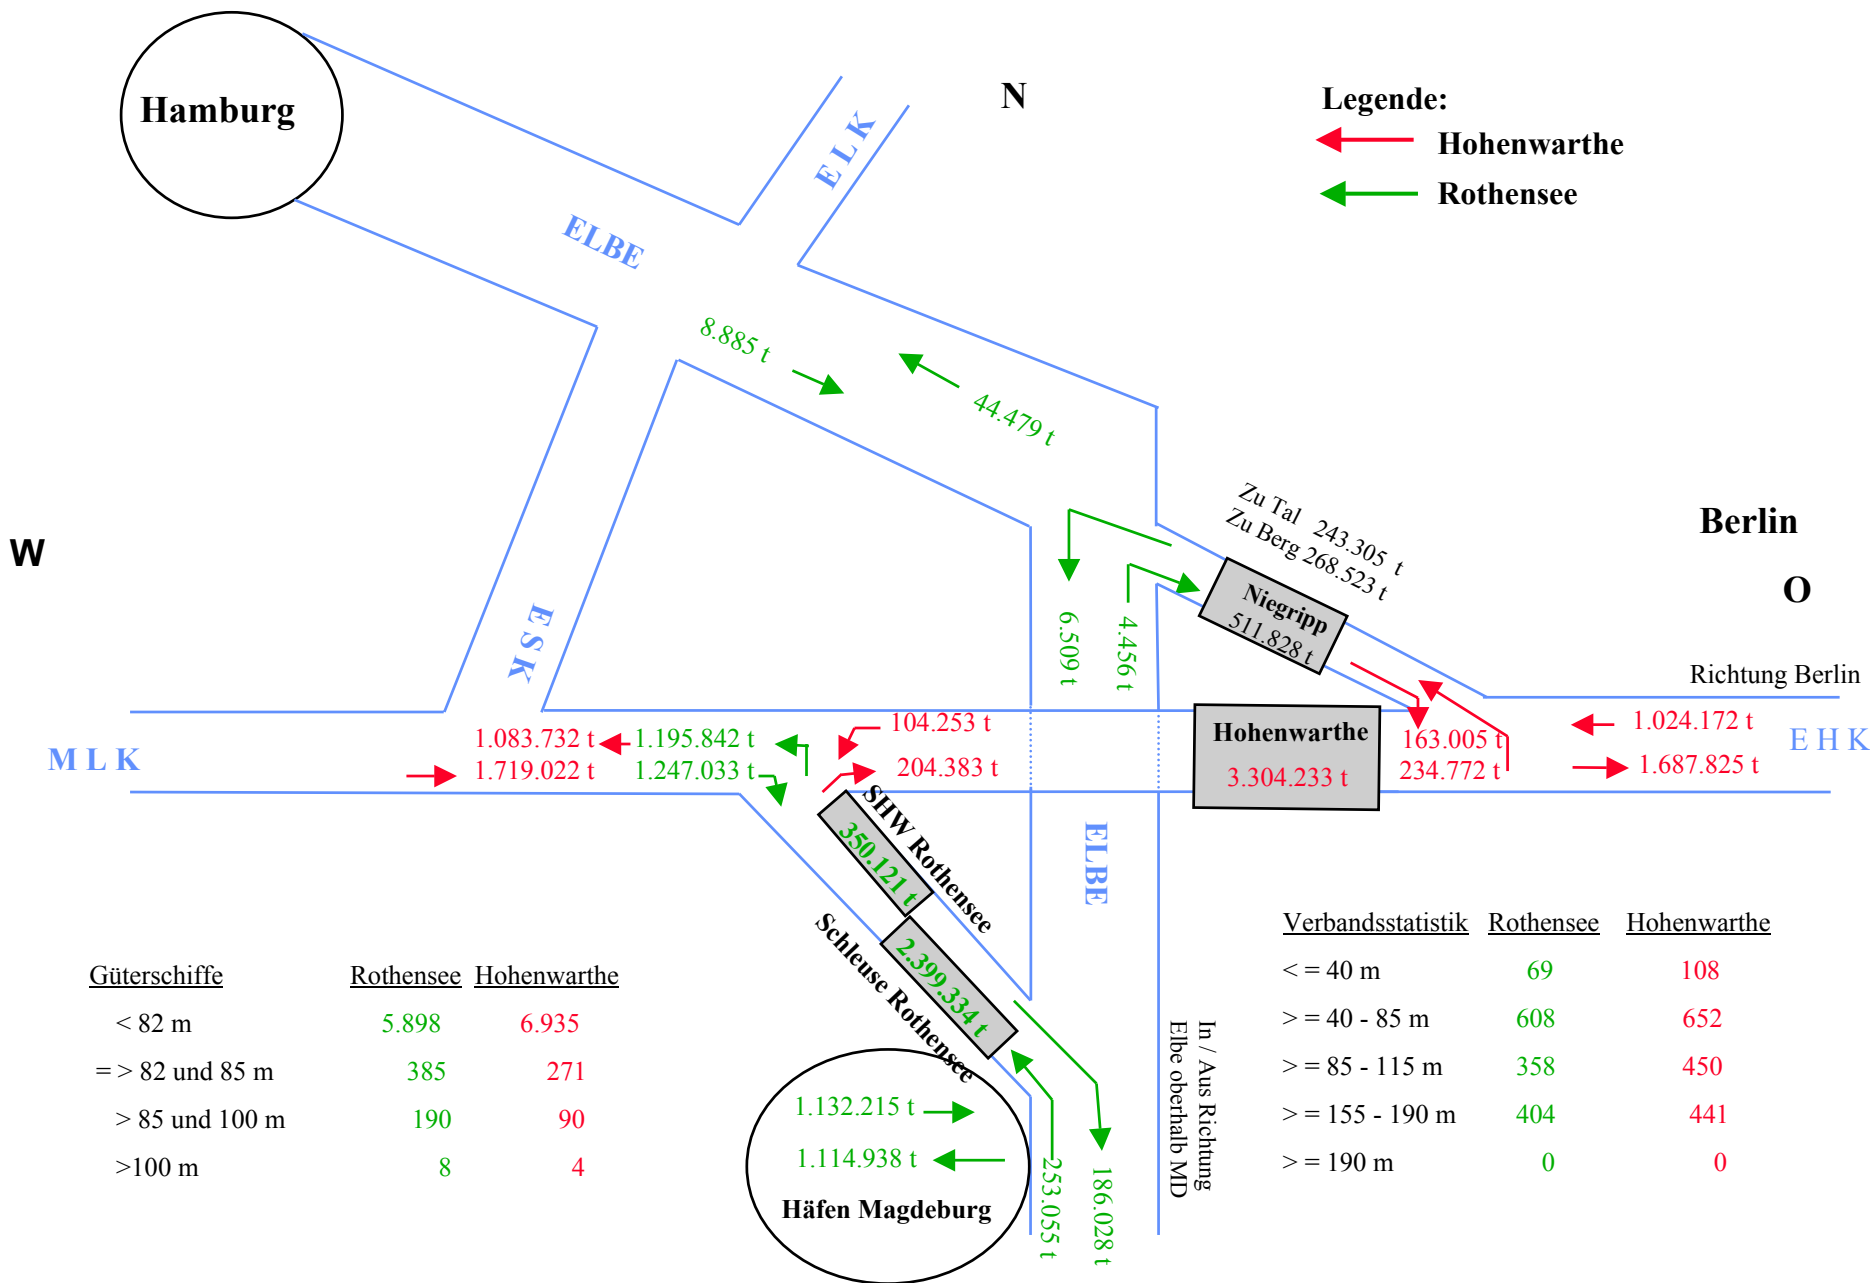 Hamburg
N
Legende:
Hohenwarthe
Rothensee
ELK
ELBE
8.885 t
44.479 t
W
Zu Tal 243.305 t
Zu Berg 268.523 t
Berlin
O
Niegripp
511.828 t
6.509 t
4.456 t
ESK
Richtung Berlin
MLK
1.083.732 t
1.195.842 t
104.253 t
1.719.022 t
1.247.033 t
204.383 t
Hohenwarthe
3.304.233 t
163.005 t
234.772 t
1.024.172 t
1.687.825 t
EHK
SHW Rothensee
350.121 t
ELBE
Schleuse Rothensee
2.399.334 t
In / Aus Richtung
Elbe oberhalb MD
1.132.215 t
1.114.938 t
Häfen Magdeburg
253.055 t
186.028 t
Güterschiffe Rothensee Hohenwarthe
< 82 m 5.898 6.935
= > 82 und 85 m 385 271
> 85 und 100 m 190 90
>100 m 8 4
Verbandsstatistik Rothensee Hohenwarthe
< = 40 m 69 108
> = 40 - 85 m 608 652
> = 85 - 115 m 358 450
> = 155 - 190 m 404 441
> = 190 m 0 0